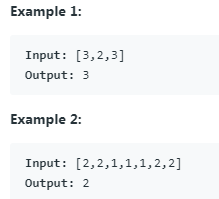 Example 1:
Input: [3,2,3]
Output: 3
Example 2:
Input: [2,2,1,1,1,2,2]
Output: 2